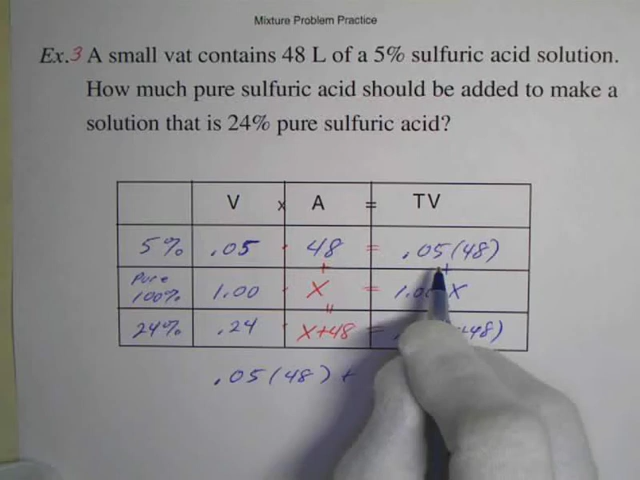 Mixture Problem Practice
Ex.3 A small vat contains 48 L of a 5% sulfuric acid solution.
How much pure sulfuric acid should be added to make a
solution that is 24% pure sulfuric acid?
V x A = TV
5% .05 · 48 = .05(48)
+ +
Pure
100% 1.00 · x = 1.00 x
=
24% .24 · x+48 = +48)
.05(48) +